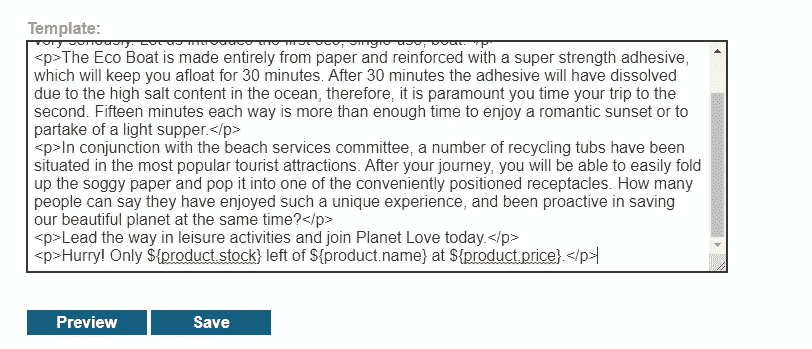 Template:
<p>The Eco Boat is made entirely from paper and reinforced with a super strength adhesive,
which will keep you afloat for 30 minutes. After 30 minutes the adhesive will have dissolved
due to the high salt content in the ocean, therefore, it is paramount you time your trip to the
second. Fifteen minutes each way is more than enough time to enjoy a romantic sunset or to
partake of a light supper.</p>
<p>In conjunction with the beach services committee, a number of recycling tubs have been
situated in the most popular tourist attractions. After your journey, you will be able to easily fold
up the soggy paper and pop it into one of the conveniently positioned receptacles. How many
people can say they have enjoyed such a unique experience, and been proactive in saving
our beautiful planet at the same time?</p>
<p>Lead the way in leisure activities and join Planet Love today.</p>
<p>Hurry! Only ${product.stock} left of ${product.name} at ${product.price}.</p>
Preview Save